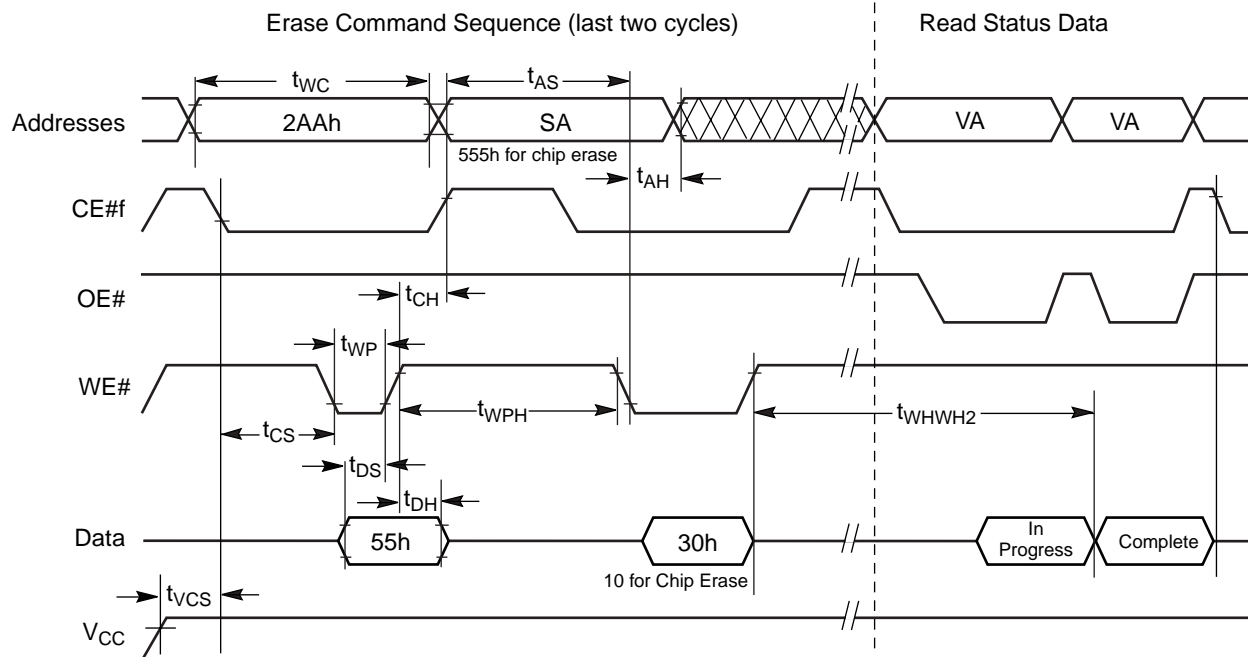 Erase Command Sequence (last two cycles)
Read Status Data
tWC
tAS
Addresses
2AAh
SA
VA
VA
555h for chip erase
tAH
CE#f
OE#
tCH
tWP
WE#
tWPH
tWHWH2
tCS
tDS
tDH
Data
55h
30h
In
Progress
Complete
10 for Chip Erase
tVCS
VCC